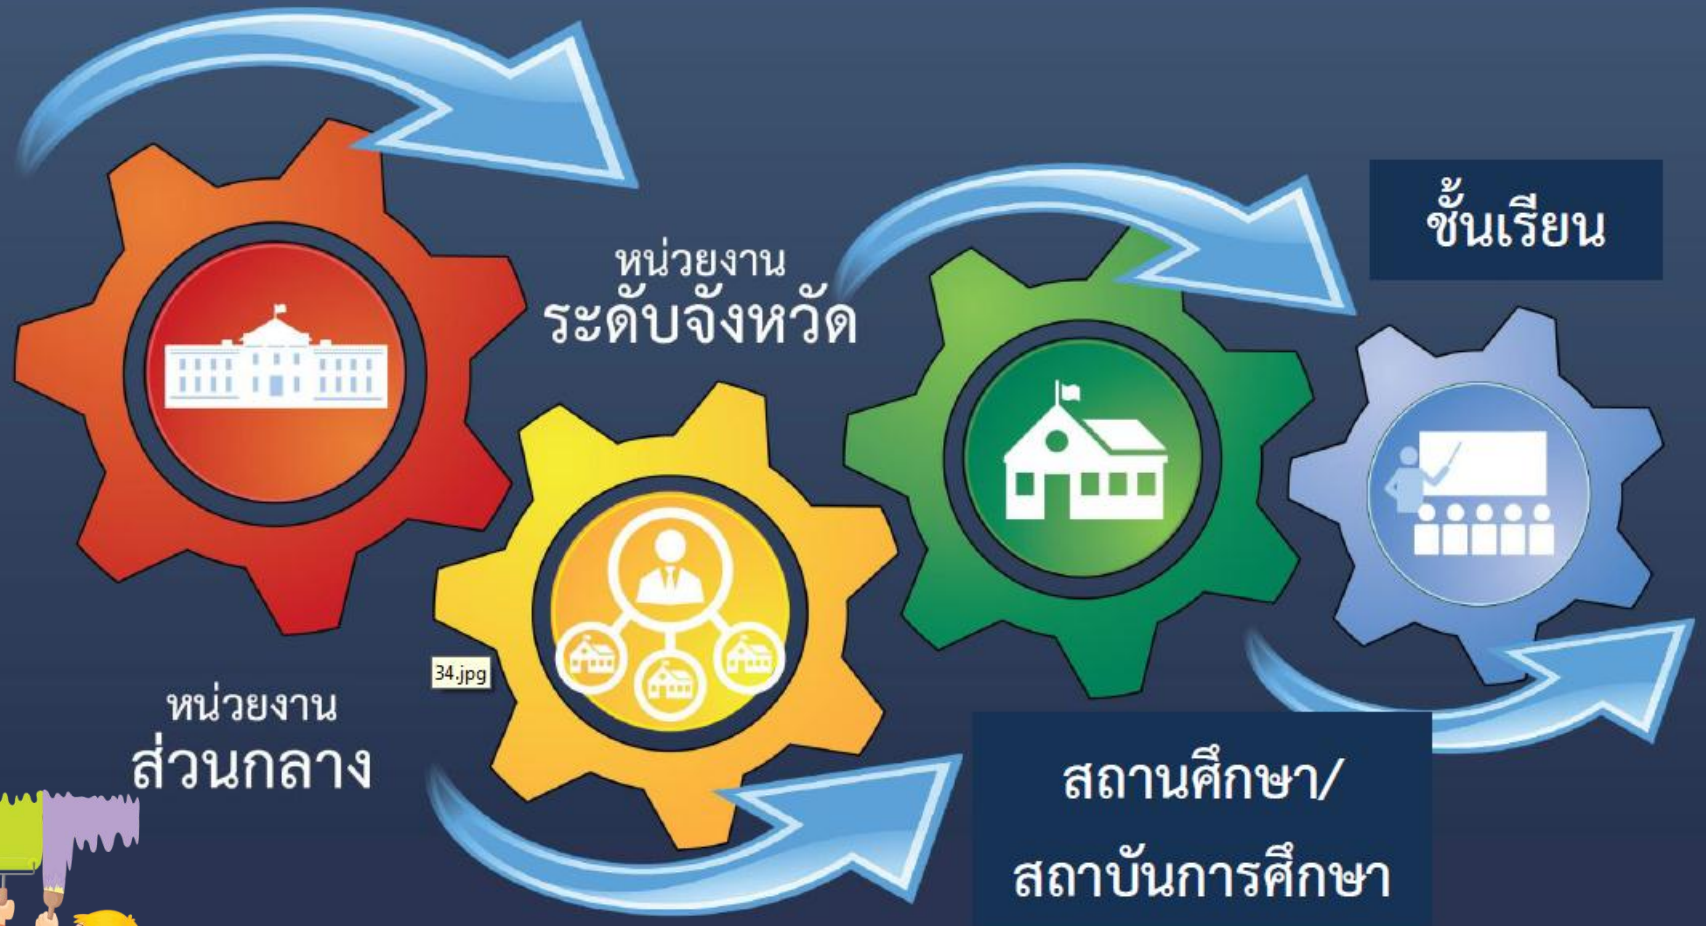 หน่วยงาน
ส่วนกลาง
หน่วยงาน
ระดับจังหวัด
34.jpg
สถานศึกษา/
สถาบันการศึกษา
ชั้นเรียน